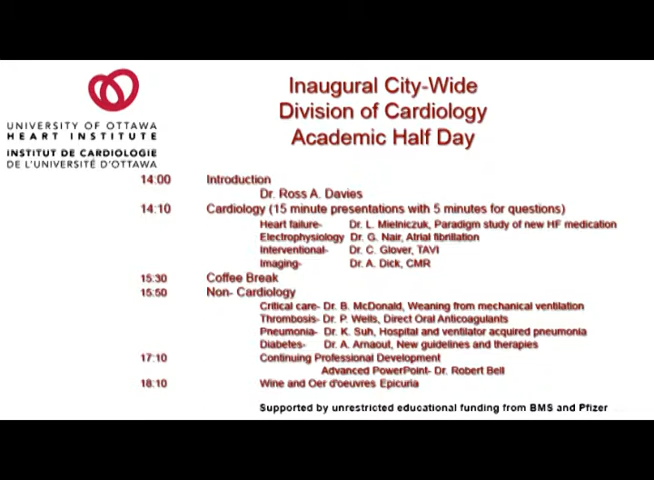 UNIVERSITY OF OTTAWA
HEART INSTITUTE
INSTITUT DE CARDIOLOGIE
DE L'UNIVERSITÉ D'OTTAWA
Inaugural City-Wide
Division of Cardiology
Academic Half Day
14:00 Introduction
Dr. Ross A. Davies
14:10 Cardiology (15 minute presentations with 5 minutes for questions)
Heart failure- Dr. L. Mielniczuk, Paradigm study of new HF medication
Electrophysiology Dr. G. Nair, Atrial fibrillation
Interventional- Dr. C. Glover, TAVI
Imaging- Dr. A. Dick, CMR
15:30 Coffee Break
15:50 Non- Cardiology
Critical care- Dr. B. McDonald, Weaning from mechanical ventilation
Thrombosis- Dr. P. Wells, Direct Oral Anticoagulants
Pneumonia- Dr. K. Suh, Hospital and ventilator acquired pneumonia
Diabetes- Dr. A. Arnaout, New guidelines and therapies
17:10 Continuing Professional Development
Advanced PowerPoint- Dr. Robert Bell
18:10 Wine and Oer d'oeuvres Epicuria
Supported by unrestricted educational funding from BMS and Pfizer